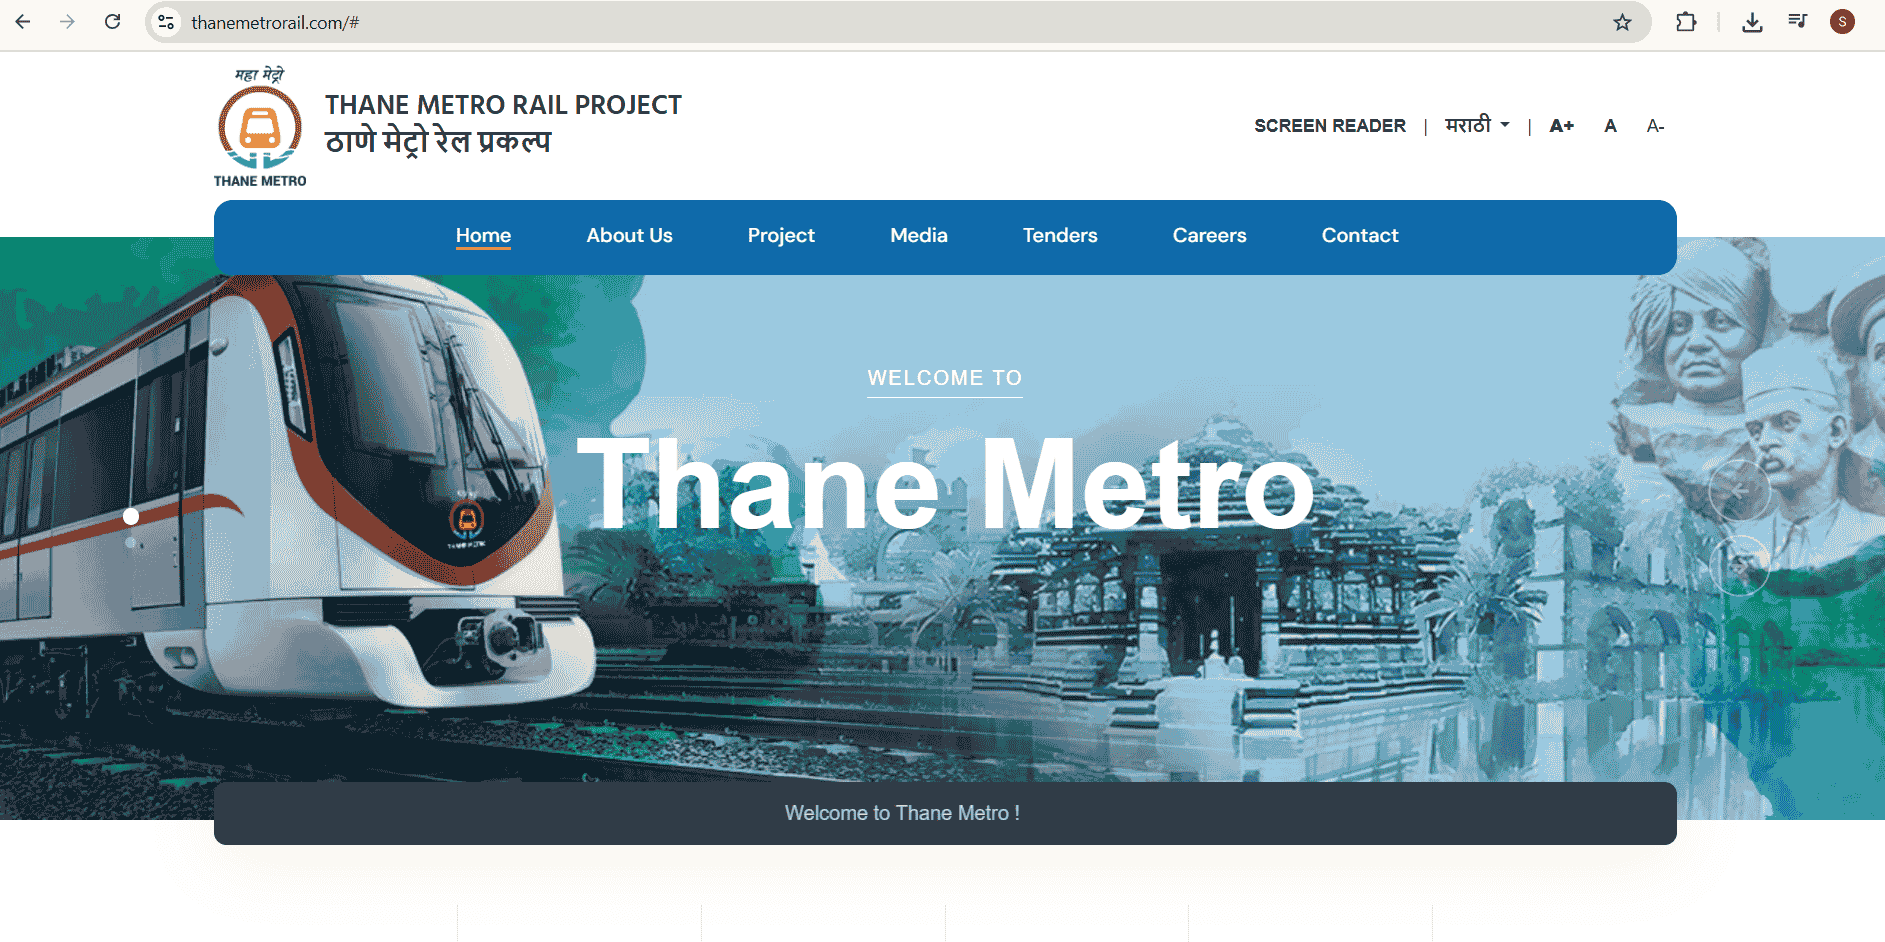 thanemetrorail.com/#
S
महा मेट्रो
THANE METRO
THANE METRO RAIL PROJECT
ठाणे मेट्रो रेल प्रकल्प
SCREEN READER | मराठी | A+ A A-
Home About Us Project Media Tenders Careers Contact
WELCOME TO
Thane Metro
Welcome to Thane Metro !